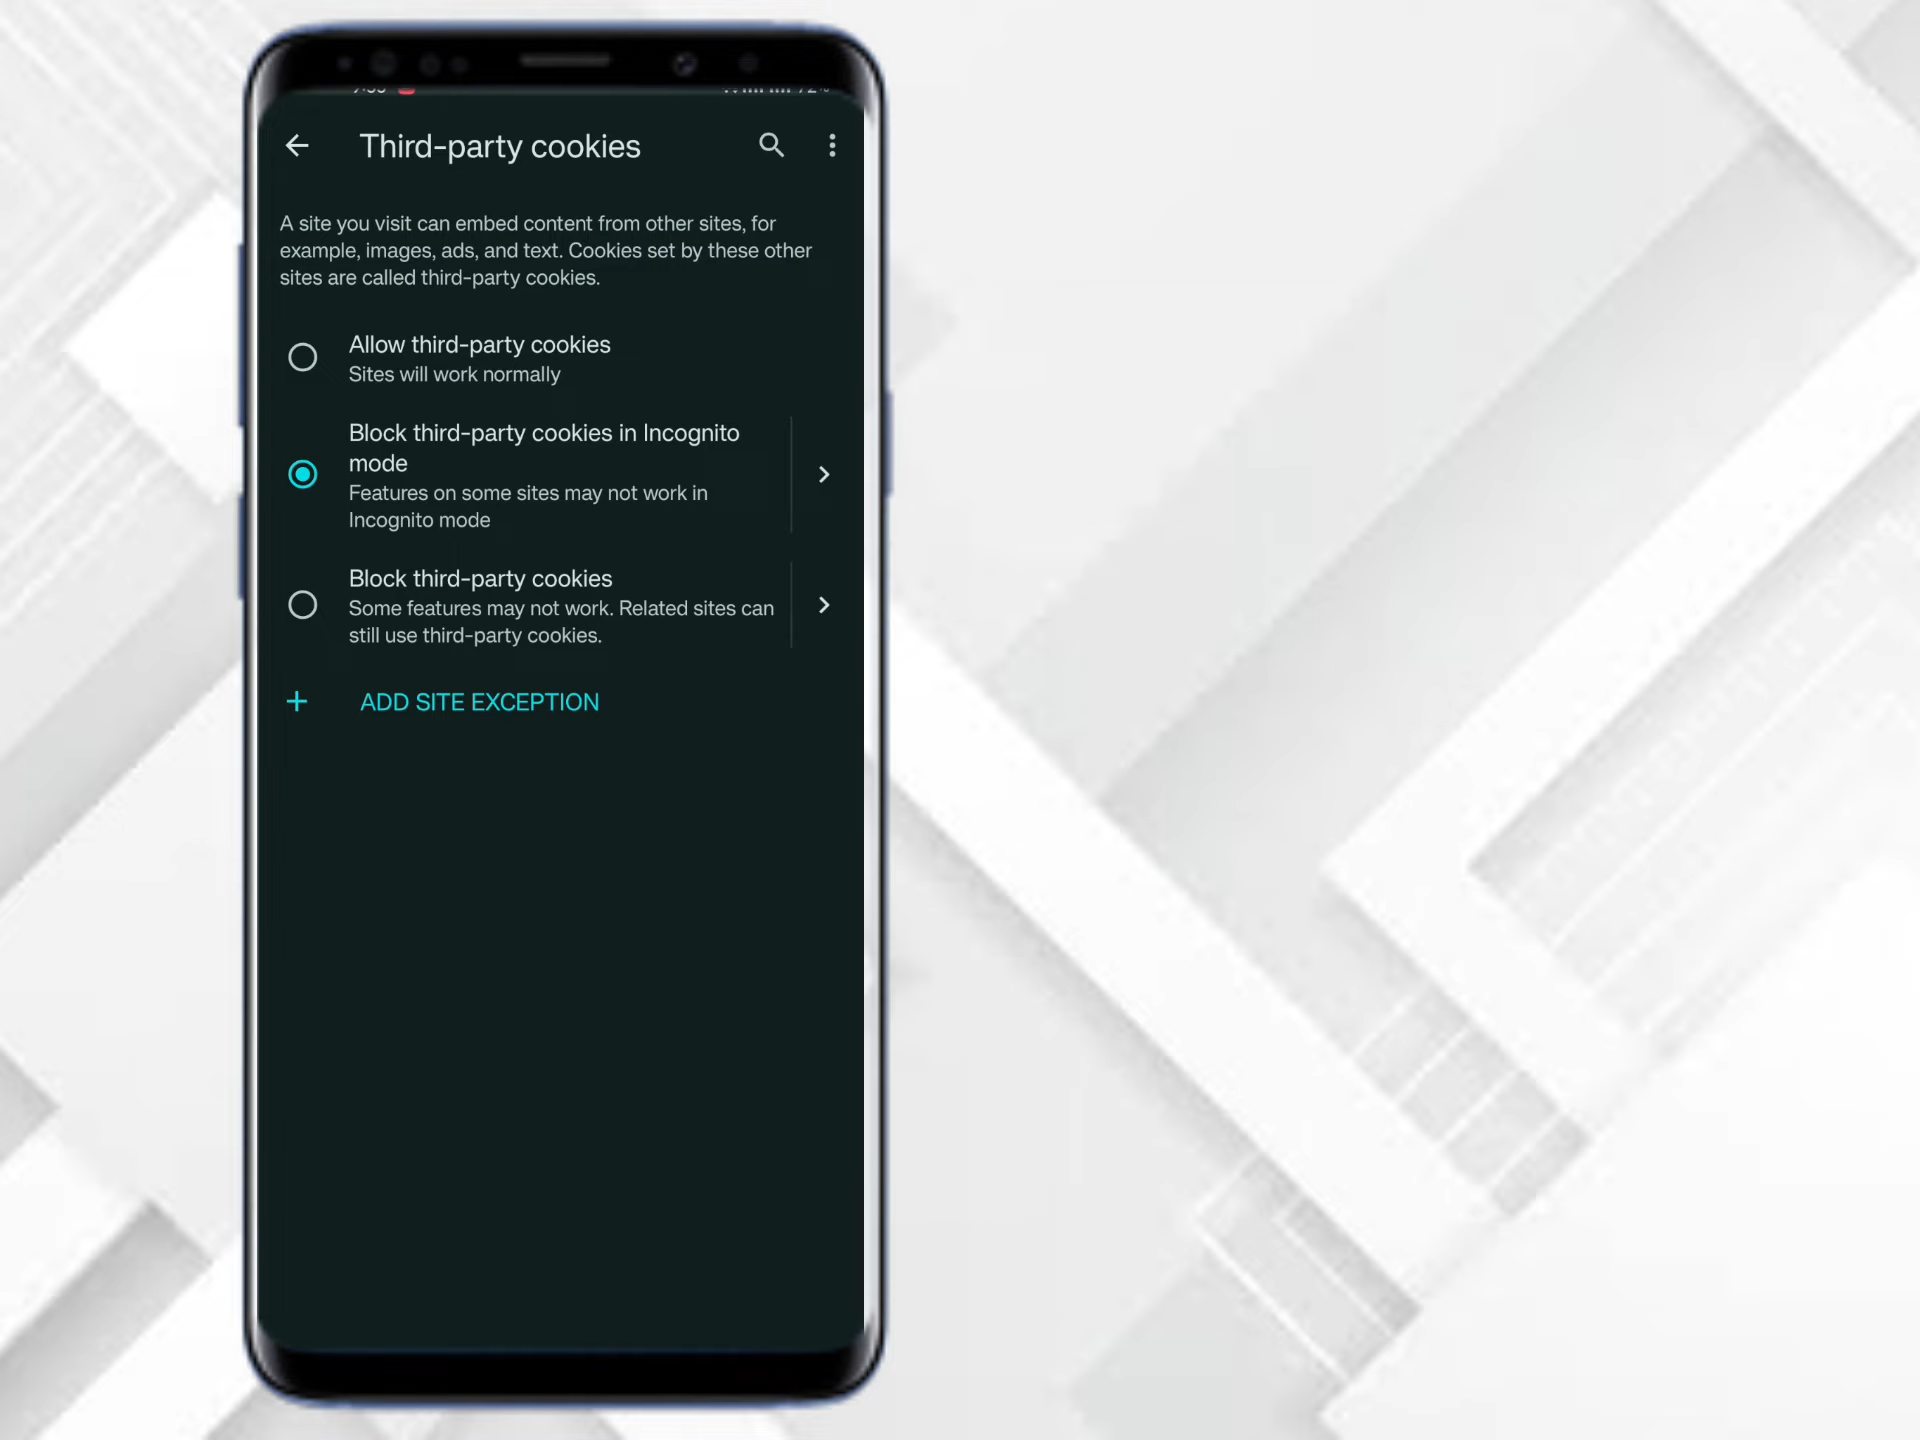 Third-party cookies
A site you visit can embed content from other sites, for
example, images, ads, and text. Cookies set by these other
sites are called third-party cookies.
Allow third-party cookies
Sites will work normally
Block third-party cookies in Incognito
mode
Features on some sites may not work in
Incognito mode
Block third-party cookies
Some features may not work. Related sites can
still use third-party cookies.
+ ADD SITE EXCEPTION